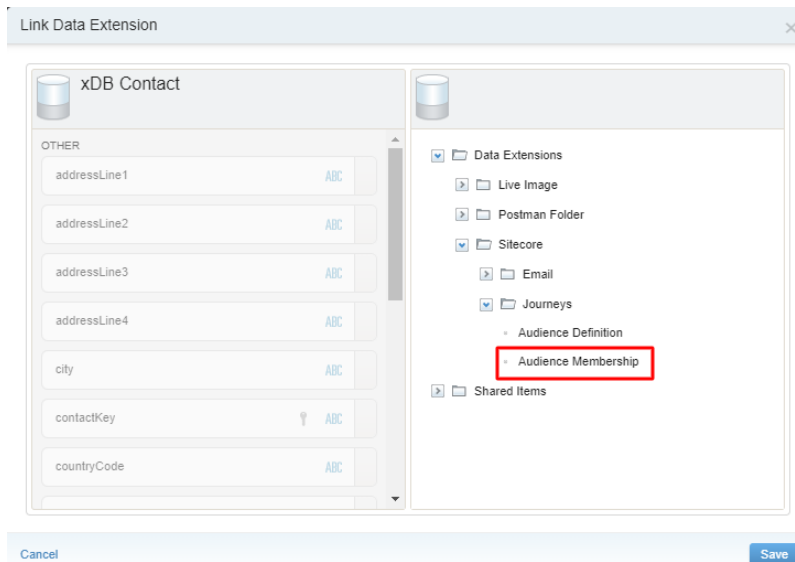 Link Data Extension
xDB Contact
OTHER
addressLine1 ABC
addressLine2 ABC
addressLine3 ABC
addressLine4 ABC
city ABC
contactKey ABC
countryCode ABC
Data Extensions
Live Image
Postman Folder
Sitecore
Email
Journeys
Audience Definition
Audience Membership
Shared Items
Cancel
Save